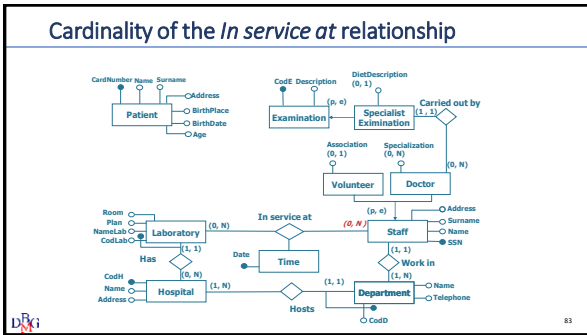 Cardinality of the In service at relationship
CardNumber Name Surname
Address
BirthPlace
BirthDate
Age
Patient
CodE Description
DietDescription
(0, 1)
(p, e)
Examination
Specialist
Eximination
(1, 1)
Carried out by
Association
(0, 1)
Specialization
(0, N)
(0, N)
Volunteer
Doctor
Room
Plan
NameLab
CodLab
Laboratory
(0, N)
In service at
(0, N)
(p, e)
Staff
Address
Surname
Name
SSN
Has
(1, 1)
Date
Time
(1, 1)
Work in
CodH
Name
Address
(0, N)
Hospital
(1, N)
Hosts
(1, 1)
(1, N)
Department
Name
Telephone
CodD
DBMG
83